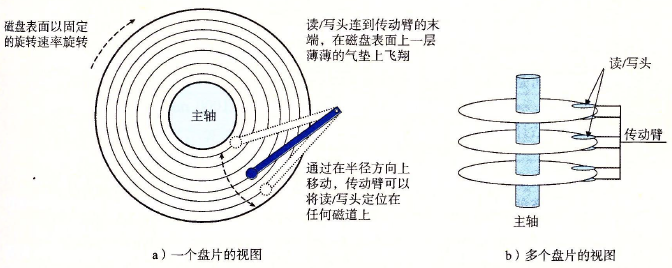 磁盘表面以固定
的旋转速率旋转
读/写头连到传动臂的末
端，在磁盘表面上一层
薄薄的气垫上飞翔
主轴
通过在半径方向上
移动，传动臂可以
将读/写头定位在
任何磁道上
a）一个盘片的视图
读/写头
传动臂
主轴
b）多个盘片的视图